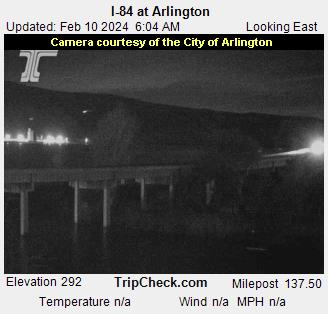 I-84 at Arlington
Updated: Feb 10 2024 6:04 AM Looking East
Camera courtesy of the City of Arlington
Elevation 292 TripCheck.com Milepost 137.50
Temperature n/a Wind n/a MPH n/a